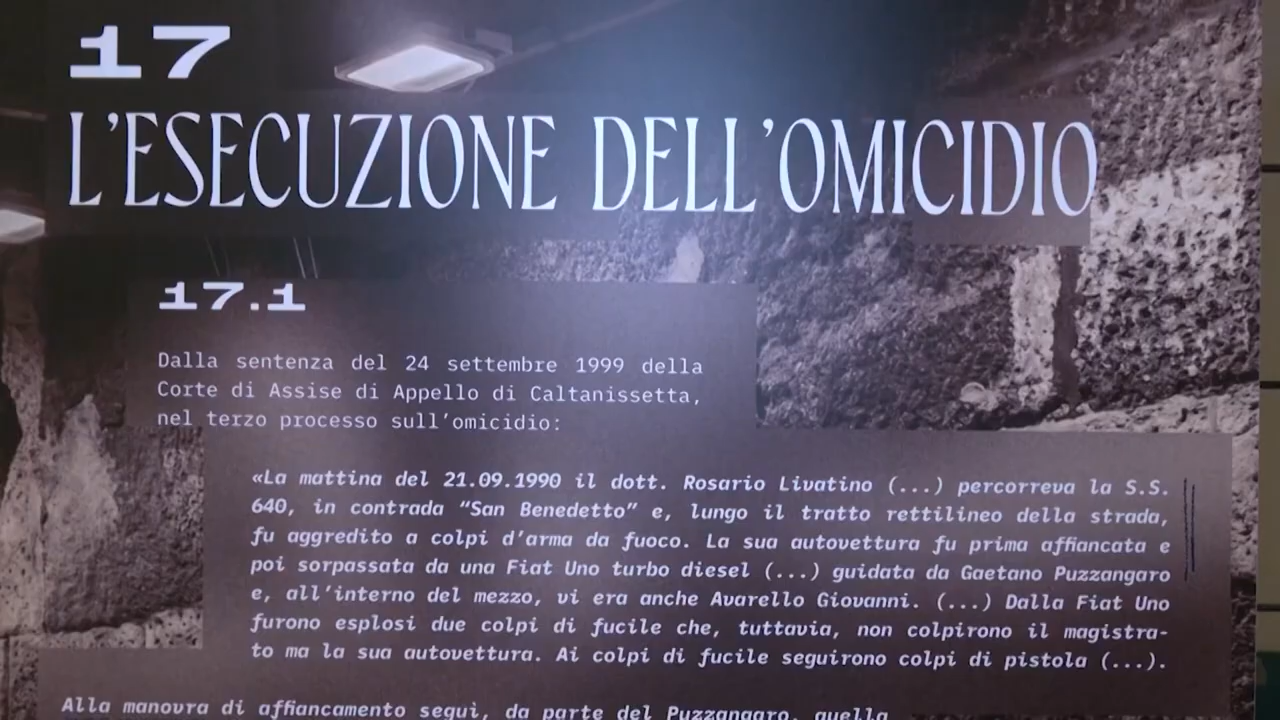 17
L'ESECUZIONE DELL'OMICIDIO
17.1
Dalla sentenza del 24 settembre 1999 della
Corte di Assise di Appello di Caltanissetta,
nel terzo processo sull'omicidio:
«La mattina del 21.09.1990 il dott. Rosario Livatino (...) percorreva la S.S.
640, in contrada “San Benedetto” e, lungo il tratto rettilineo della strada,
fu aggredito a colpi d'arma da fuoco. La sua autovettura fu prima affiancata e
poi sorpassata da una Fiat Uno turbo diesel (...) guidata da Gaetano Puzzangaro
e, all'interno del mezzo, vi era anche Avarello Giovanni. (...) Dalla Fiat Uno
furono esplosi due colpi di fucile che, tuttavia, non colpirono il magistra-
to ma la sua autovettura. Ai colpi di fucile seguirono colpi di pistola (...).
Alla manovra di affiancamento seguì, da parte del Puzzangaro, quella